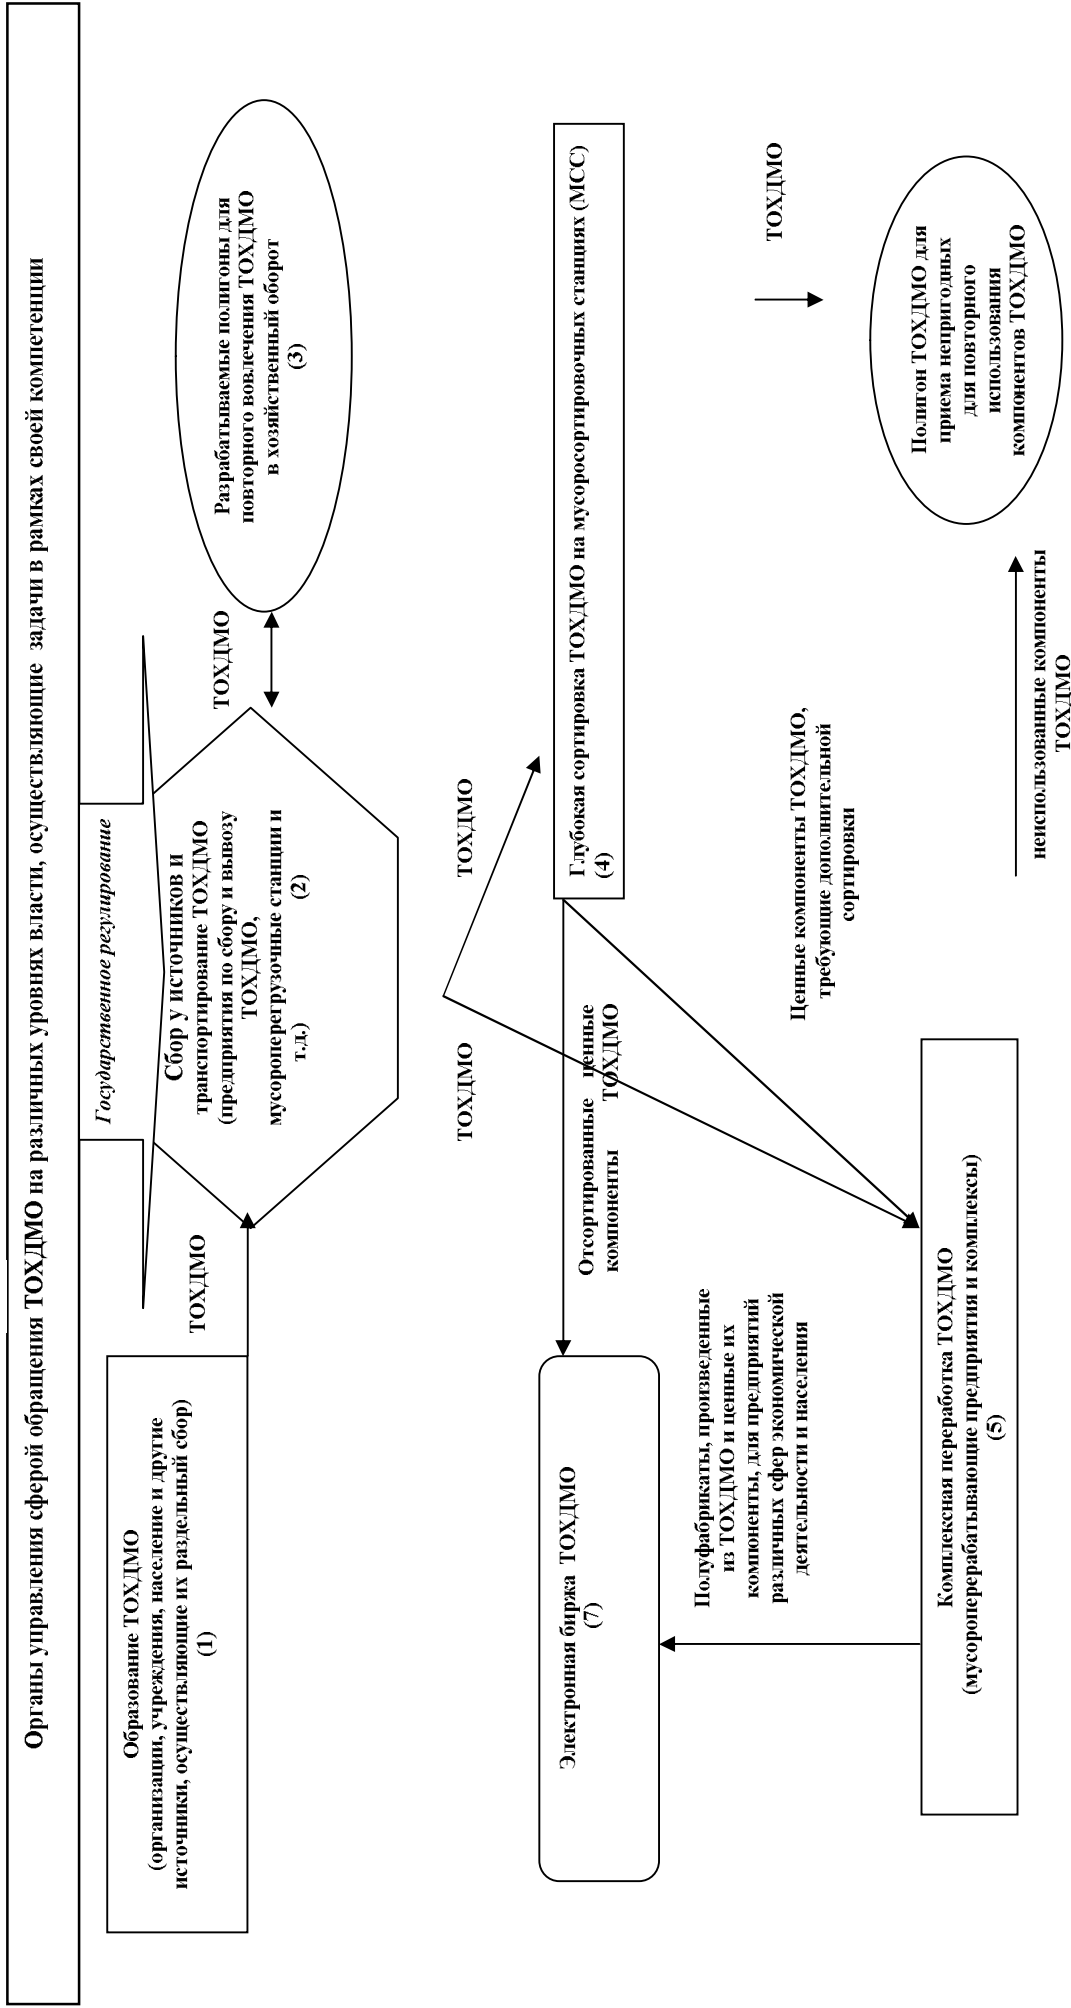 Органы управления сферой обращения ТОХДМО на различных уровнях власти, осуществляющие задачи в рамках своей компетенции
Государственное регулирование
Образование ТОХДМО
(организации, учреждения, население и другие
источники, осуществляющие их раздельный сбор)
(1)
ТОХДМО
Сбор у источников и
транспортирование ТОХДМО
(предприятия по сбору и вывозу
ТОХДМО,
мусороперегрузочные станции и
(2)
т.д.)
ТОХДМО
Разрабатываемые полигоны для
повторного вовлечения ТОХДМО
в хозяйственный оборот
(3)
ТОХДМО
ТОХДМО
Электронная биржа ТОХДМО
(7)
Отсортированные ценные
компоненты ТОХДМО
Глубокая сортировка ТОХДМО на мусоросортировочных станциях (МСС)
(4)
Полуфабрикаты, произведенные
из ТОХДМО и ценные их
компоненты, для предприятий
различных сфер экономической
деятельности и населения
Ценные компоненты ТОХДМО,
требующие дополнительной
сортировки
ТОХДМО
Комплексная переработка ТОХДМО
(мусороперерабатывающие предприятия и комплексы)
(5)
неиспользованные компоненты
ТОХДМО
Полигон ТОХДМО для
приема непригодных
для повторного
использования
компонентов ТОХДМО